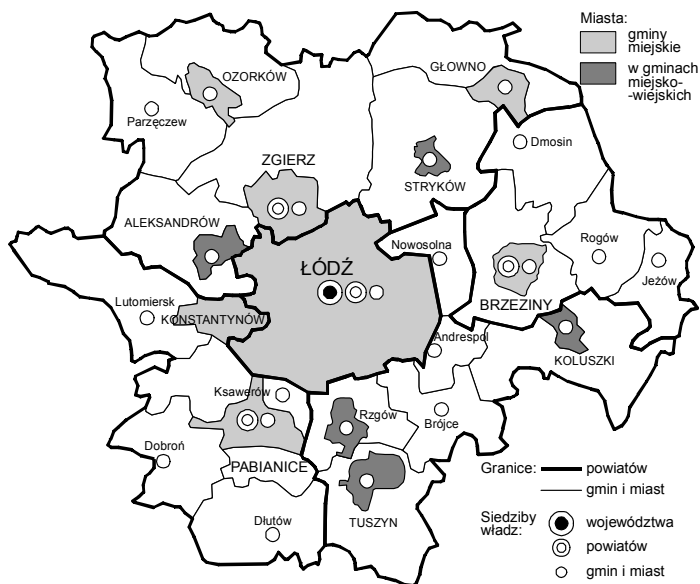 Miasta:
gminy
miejskie
w gminach
miejsko-
-wiejskich
OZORKÓW
GŁOWNO
Parzęczew
Dmosin
ZGIERZ
STRYKÓW
ALEKSANDRÓW
Nowosolna
Rogów
Jeżów
ŁÓDŹ
Lutomiersk
KONSTANTYNÓW
BRZEZINY
Andrespol
KOLUSZKI
Ksawerów
Rzgów
Brójce
Dobroń
PABIANICE
Dłutów
TUSZYN
Granice:
powiatów
gmin i miast
Siedziby
władz:
województwa
powiatów
gmin i miast